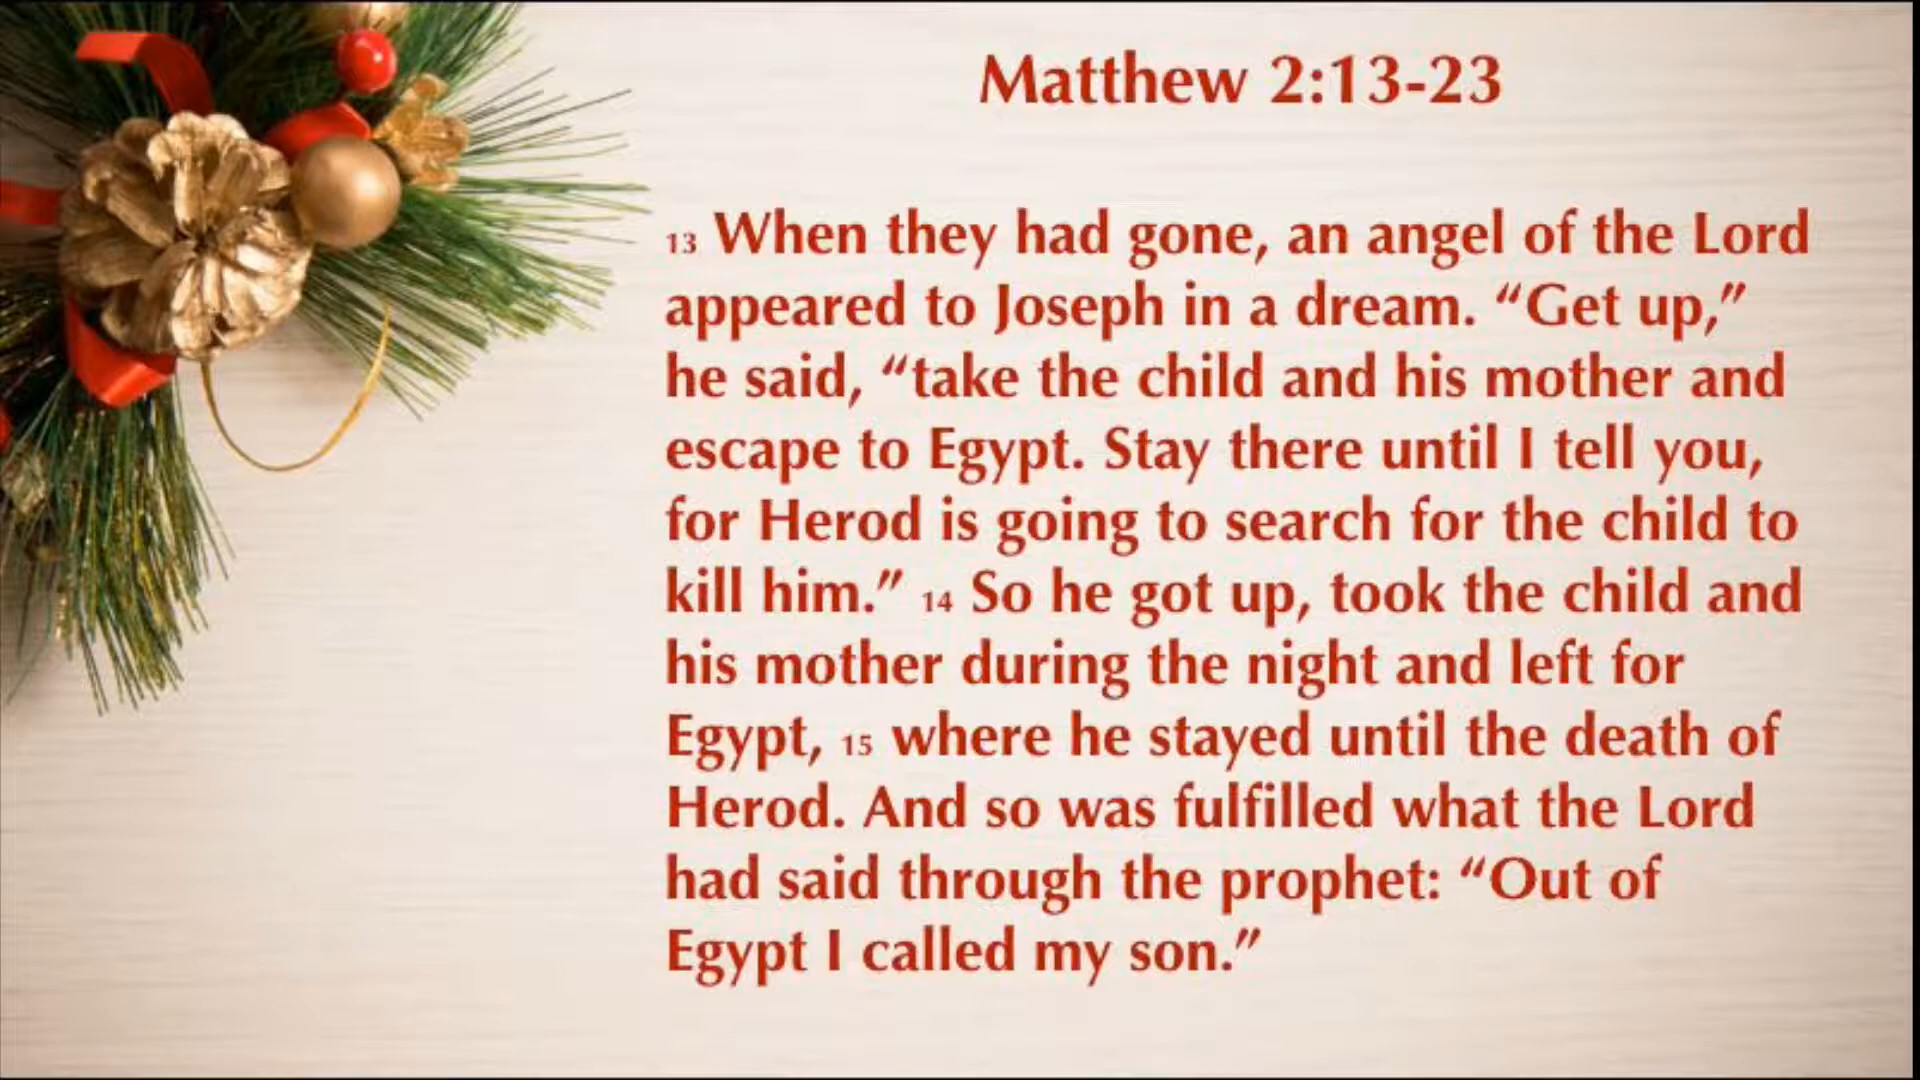 Matthew 2:13-23
13 When they had gone, an angel of the Lord
appeared to Joseph in a dream. “Get up,”
he said, “take the child and his mother and
escape to Egypt. Stay there until I tell you,
for Herod is going to search for the child to
kill him.” 14 So he got up, took the child and
his mother during the night and left for
Egypt, 15 where he stayed until the death of
Herod. And so was fulfilled what the Lord
had said through the prophet: “Out of
Egypt I called my son.”